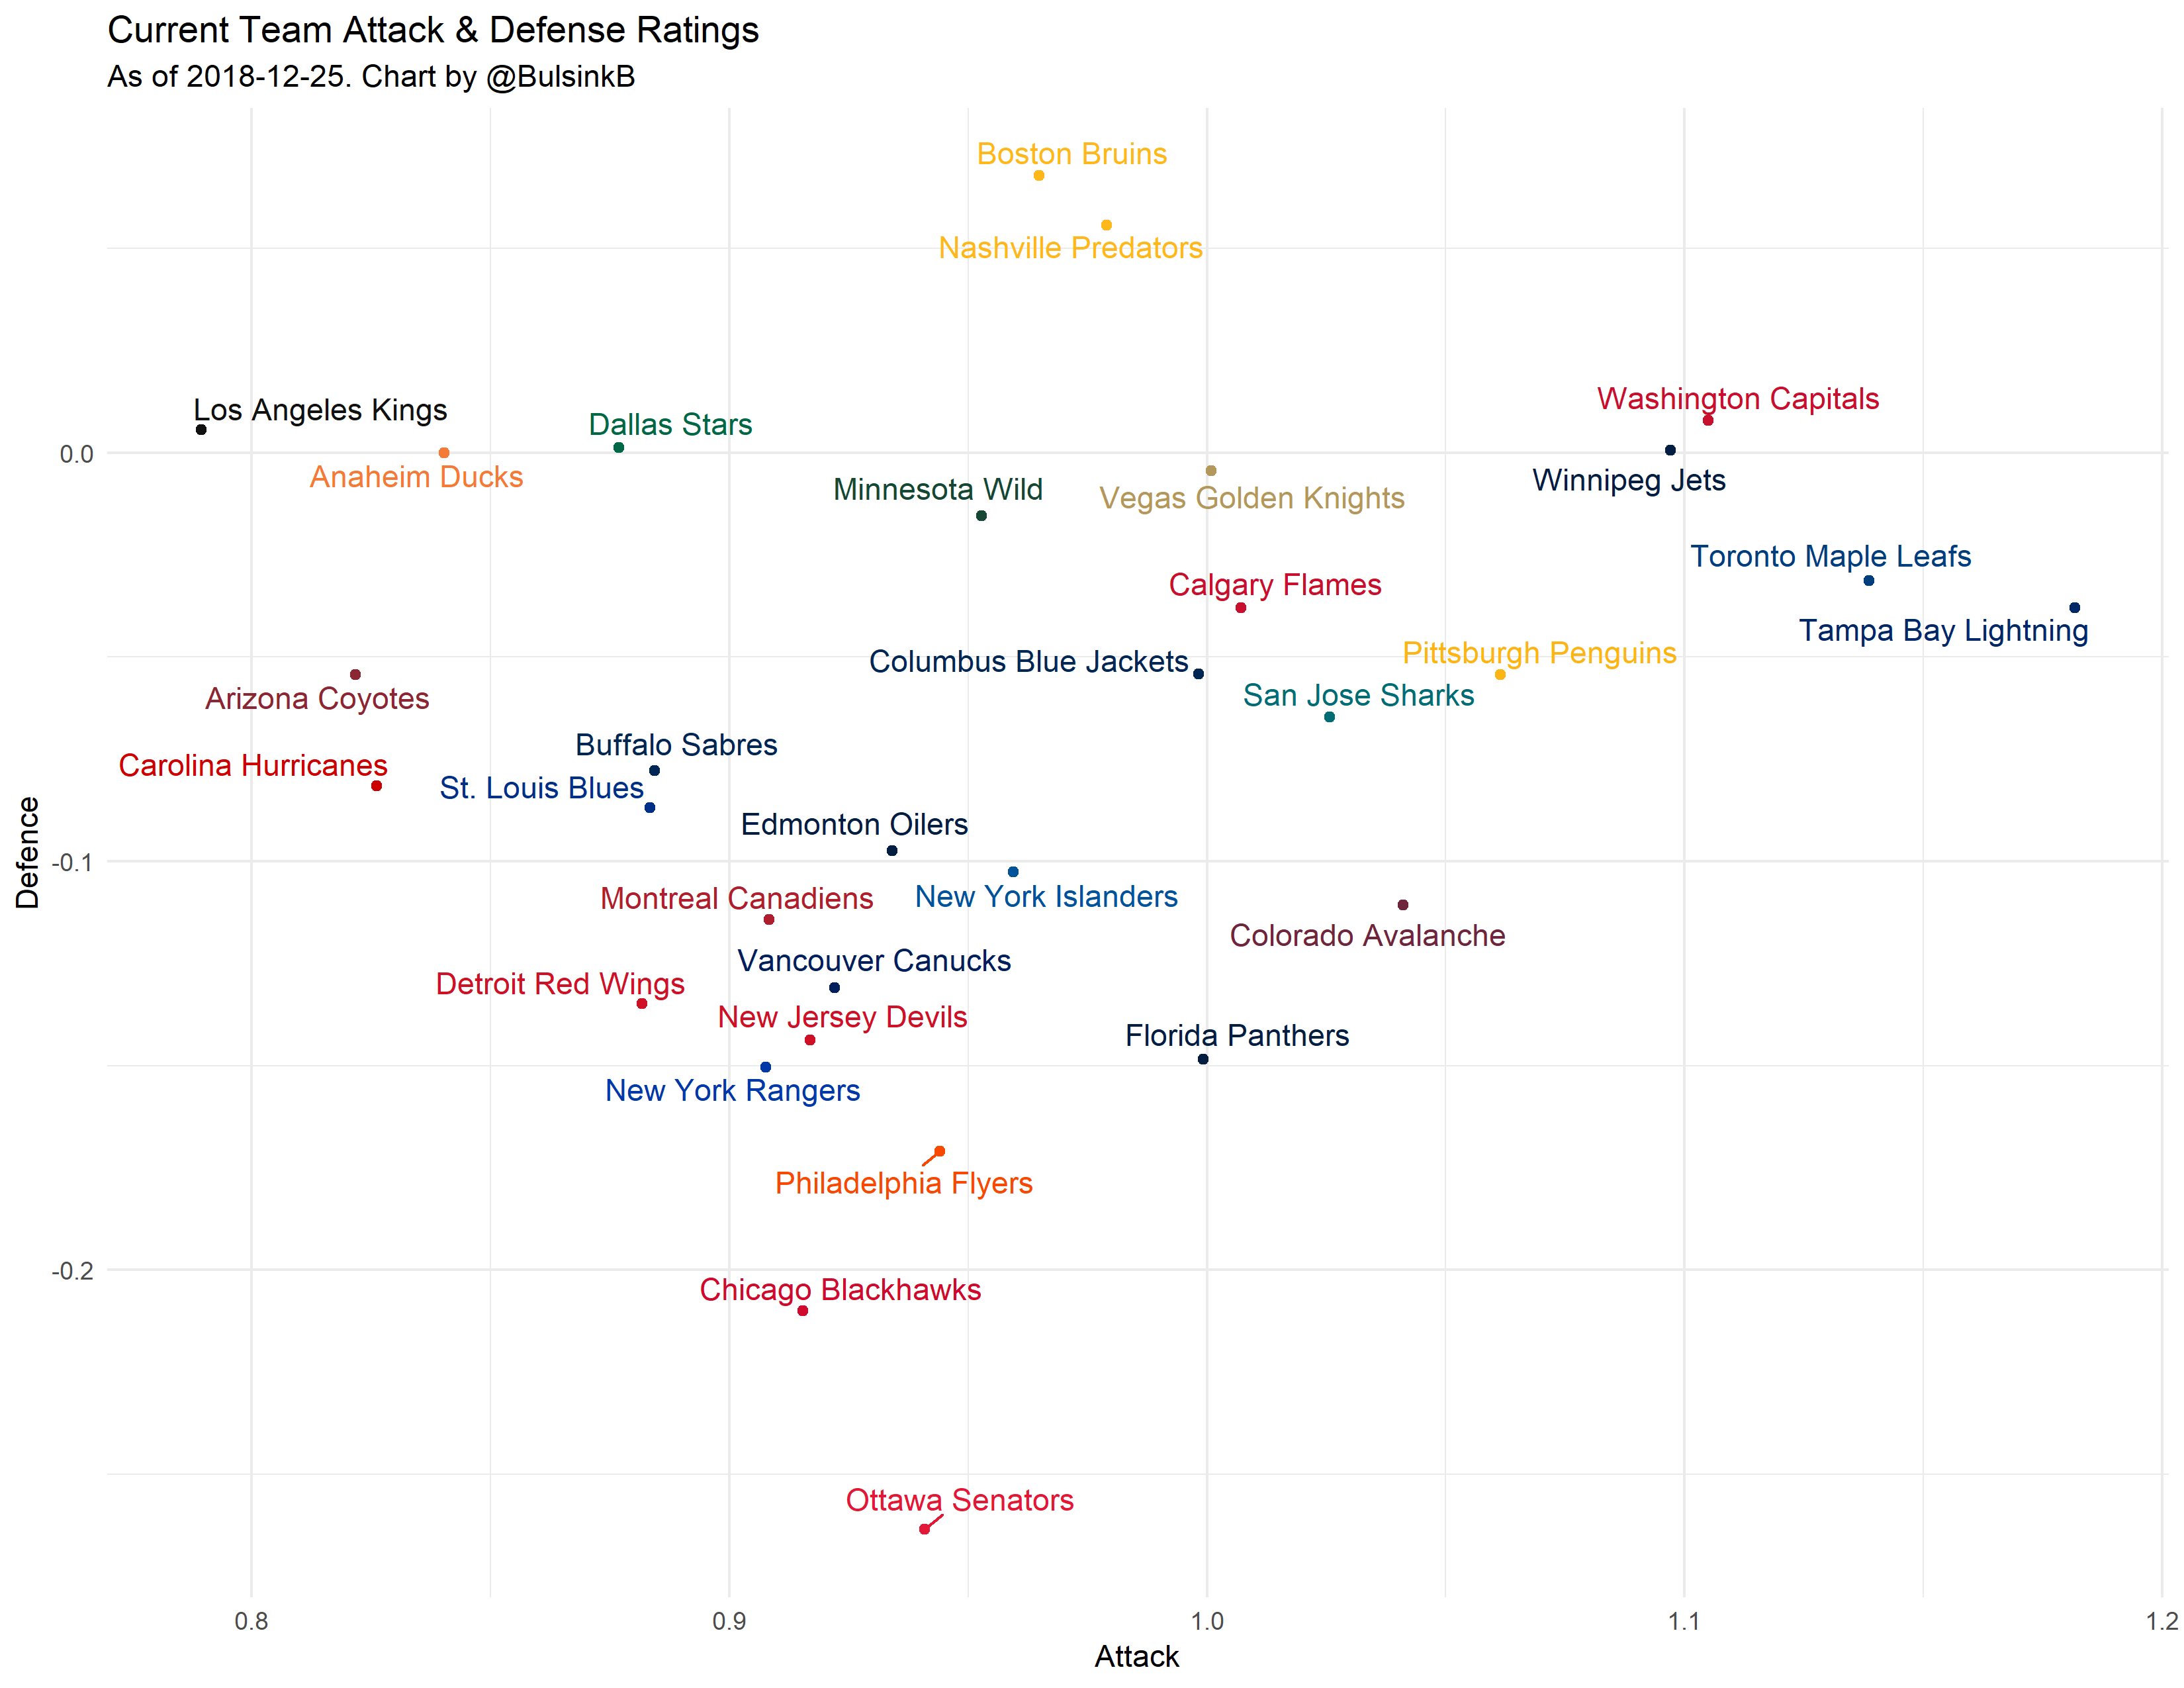 Current Team Attack & Defense Ratings
As of 2018-12-25. Chart by @BulsinkB
Boston Bruins
Nashville Predators
Washington Capitals
Los Angeles Kings
Dallas Stars
0.0
Anaheim Ducks
Winnipeg Jets
Minnesota Wild
Vegas Golden Knights
Toronto Maple Leafs
Calgary Flames
Tampa Bay Lightning
Pittsburgh Penguins
Columbus Blue Jackets
San Jose Sharks
Arizona Coyotes
Buffalo Sabres
Carolina Hurricanes
St. Louis Blues
Edmonton Oilers
Defence
-0.1
New York Islanders
Montreal Canadiens
Colorado Avalanche
Vancouver Canucks
Detroit Red Wings
New Jersey Devils
Florida Panthers
New York Rangers
Philadelphia Flyers
-0.2
Chicago Blackhawks
Ottawa Senators
0.8
0.9
1.0
1.1
1.2
Attack